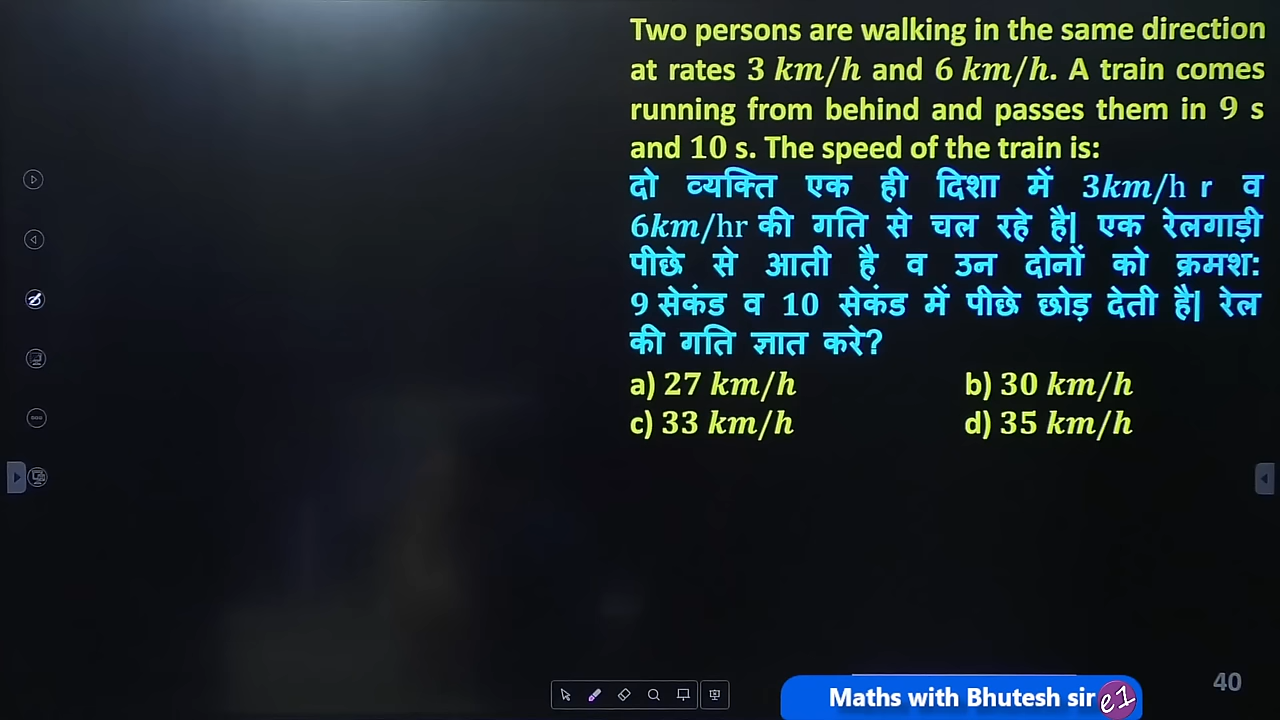 Two persons are walking in the same direction
at rates 3 km/h and 6 km/h. A train comes
running from behind and passes them in 9 s
and 10 s. The speed of the train is:
दो व्यक्ति एक ही दिशा में 3km/h r व
6km/hr की गति से चल रहे है| एक रेलगाड़ी
पीछे से आती है व उन दोनों को क्रमश:
9 सेकंड व 10 सेकंड में पीछे छोड़ देती है| रेल
की गति ज्ञात करे?
a) 27 km/h b) 30 km/h
c) 33 km/h d) 35 km/h
Maths with Bhutesh sir e1
40